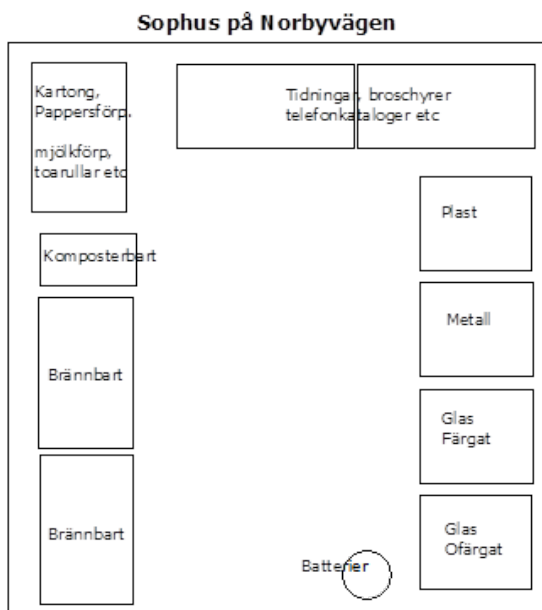 Sophus på Norbyvägen
Kartong,
Pappersförp.
mjölkförp,
toarullar etc
Tidningar, broschyrer
telefonkataloger etc
Plast
Komposterbart
Metall
Brännbart
Glas
Färgat
Brännbart
Glas
Ofärgat
Batterier